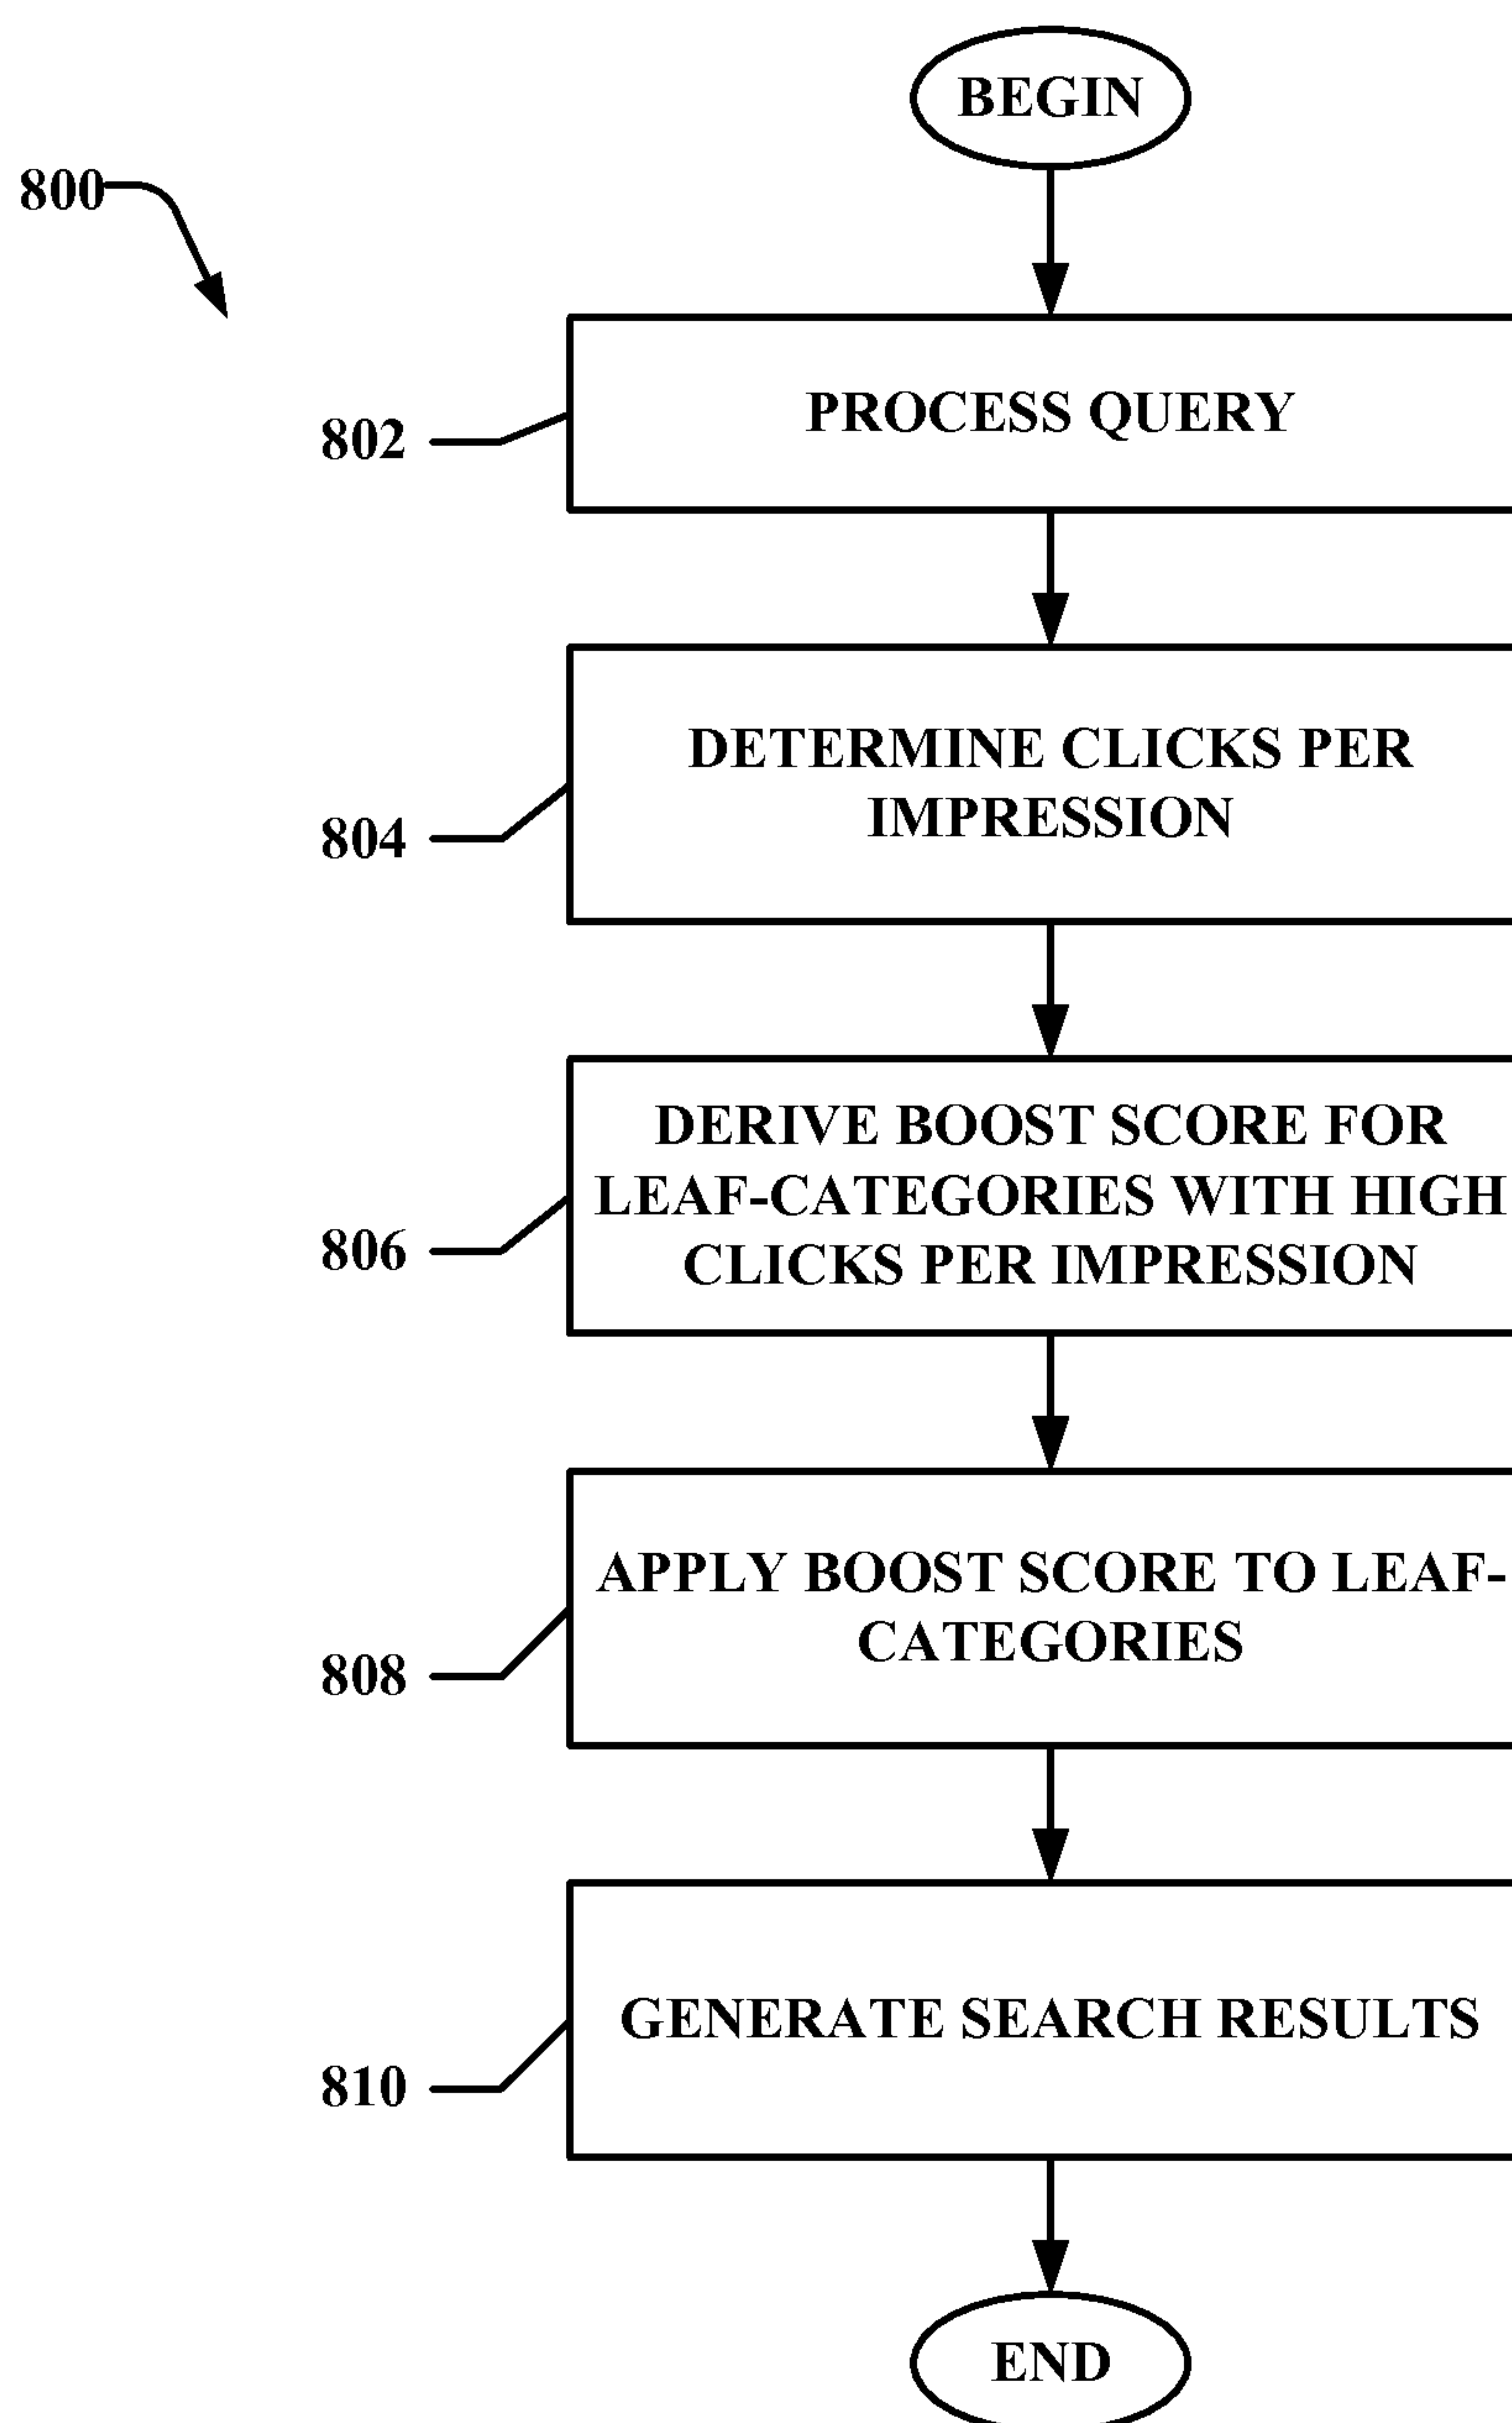 BEGIN
800
PROCESS QUERY
802
DETERMINE CLICKS PER
IMPRESSION
804
DERIVE BOOST SCORE FOR
LEAF-CATEGORIES WITH HIGH
CLICKS PER IMPRESSION
806
APPLY BOOST SCORE TO LEAF-
CATEGORIES
808
GENERATE SEARCH RESULTS
810
END